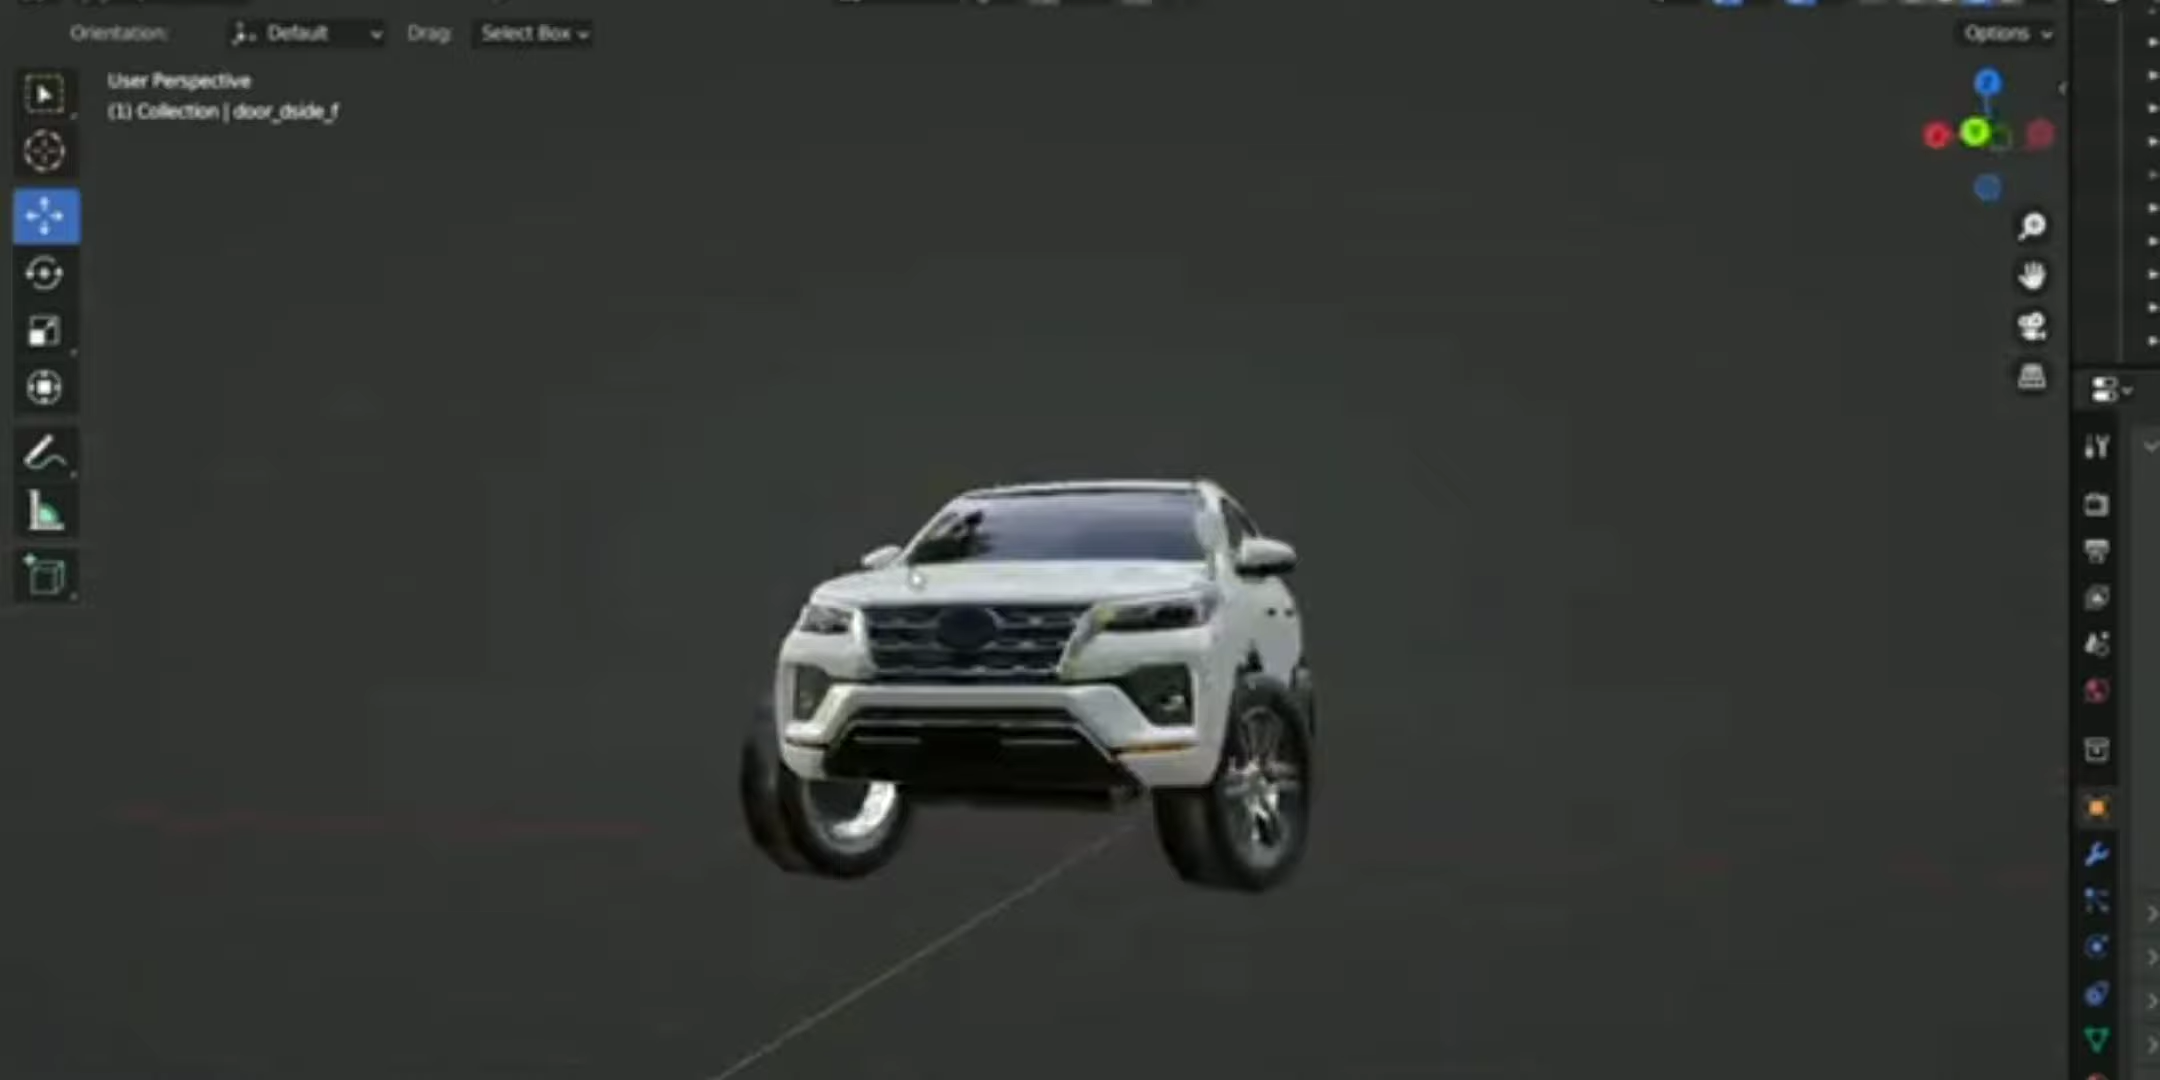 Orientation: Default Drag: Select Box Options
User Perspective
(1) Collection | door_dside_f